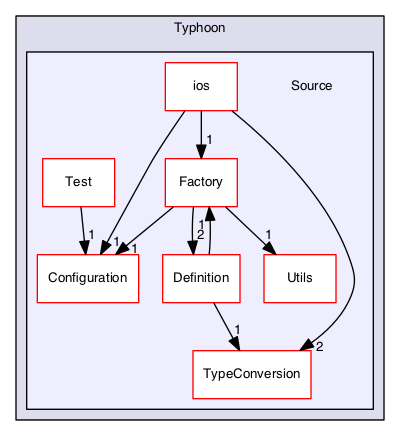 Typhoon
ios
Source
1
Test
Factory
1
1
1
1
2
1
Configuration
Definition
Utils
1
2
TypeConversion